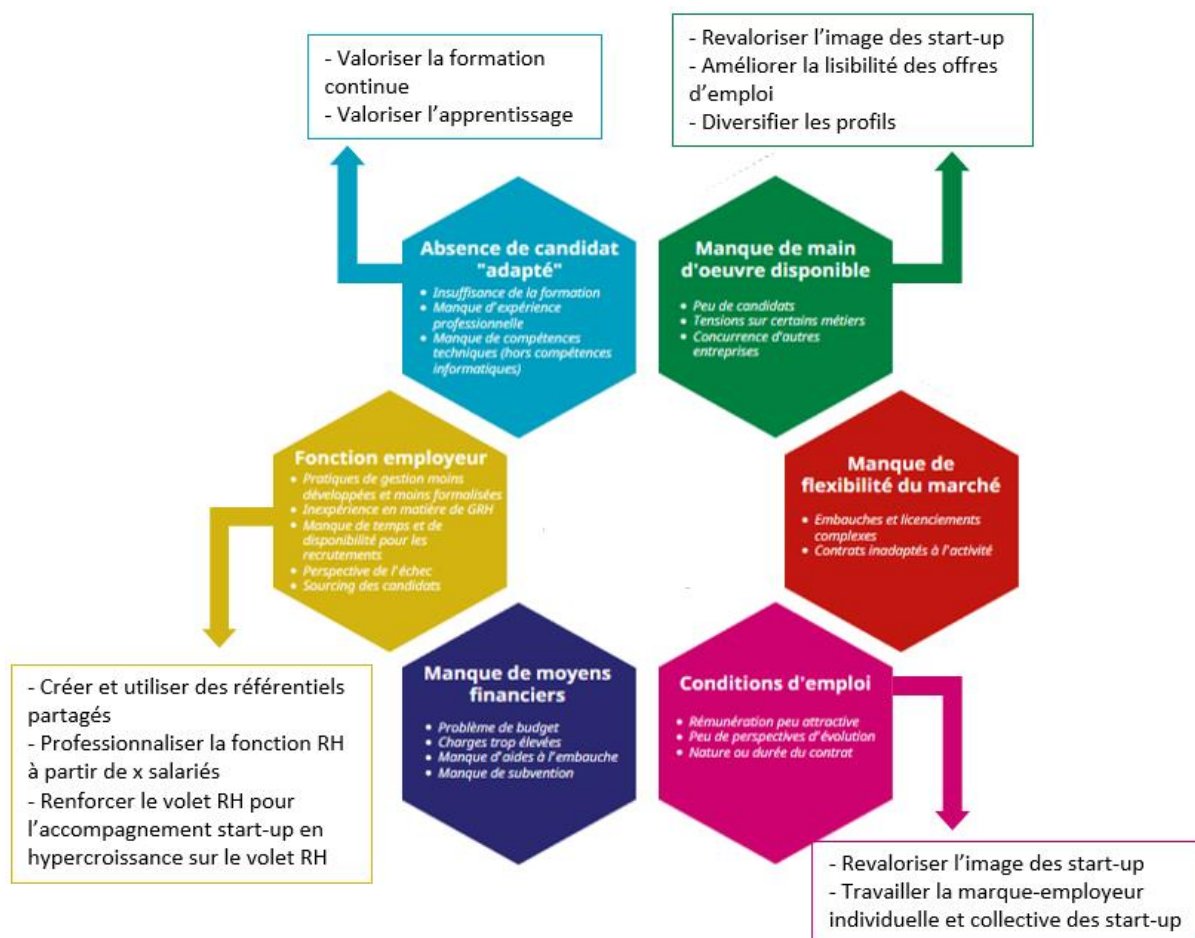 - Valoriser la formation
continue
- Valoriser l'apprentissage
- Revaloriser l'image des start-up
- Améliorer la lisibilité des offres
d'emploi
- Diversifier les profils
Absence de candidat
"adapté"
• Insuffisance de la formation
• Manque d'expérience
professionnelle
• Manque de compétences
techniques (hors compétences
informatiques)
Manque de main
d'oeuvre disponible
• Peu de candidats
• Tensions sur certains métiers
• Concurrence d'autres
entreprises
Fonction employeur
• Pratiques de gestion moins
développées et moins formalisées
• Inexpérience en matière de GRH
• Manque de temps et de
disponibilité pour les
recrutements
• Perspective de l'échec
• Sourcing des candidats
Manque de
flexibilité du marché
• Embauches et licenciements
complexes
• Contrats inadaptés à l'activité
Manque de moyens
financiers
• Problème de budget
• Charges trop élevées
• Manque d'aides à l'embauche
• Manque de subvention
Conditions d'emploi
• Rémunération peu attractive
• Peu de perspectives d'évolution
• Nature ou durée du contrat
- Créer et utiliser des référentiels
partagés
- Professionnaliser la fonction RH
à partir de x salariés
- Renforcer le volet RH pour
l'accompagnement start-up en
hypercroissance sur le volet RH
- Revaloriser l'image des start-up
- Travailler la marque-employeur
individuelle et collective des start-up